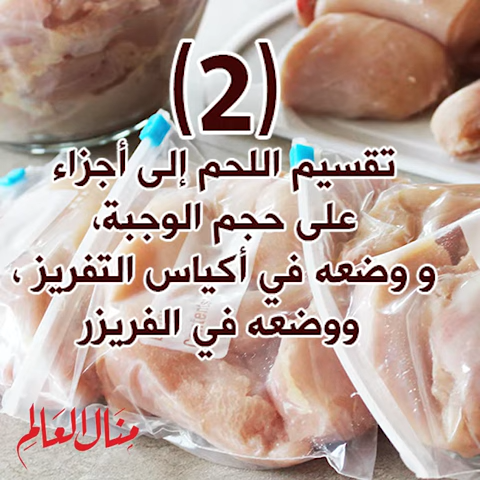 (2)
تقسيم اللحم إلى أجزاء
على حجم الوجبة،
و وضعه في أكياس التفريز ،
ووضعه في الفريزر
منال العالم